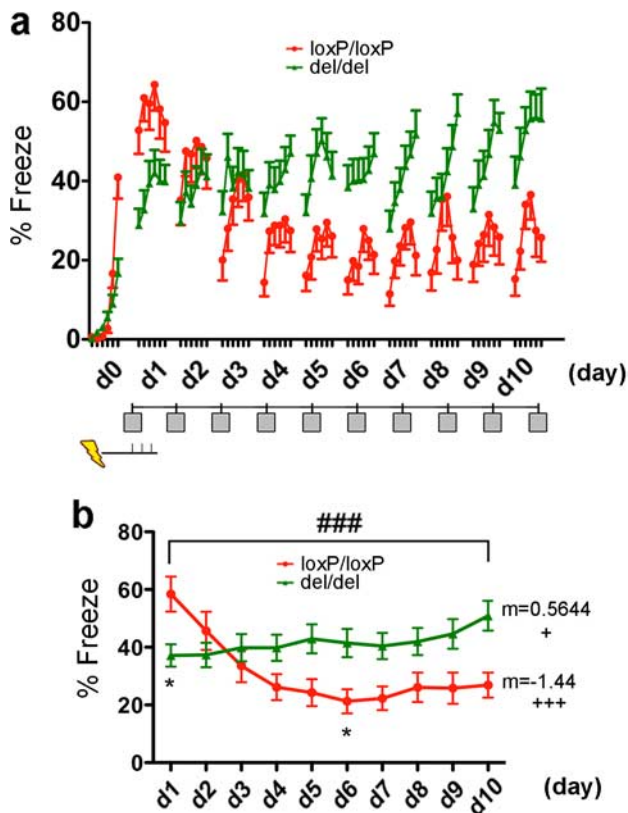 a
80
60
40
20
0
% Freeze
loxP/loxP
del/del
d0 d1 d2 d3 d4 d5 d6 d7 d8 d9 d10 (day)
b
###
80
60
40
20
0
% Freeze
loxP/loxP
del/del
m=0.5644
+
m=-1.44
+++
*
*
d1 d2 d3 d4 d5 d6 d7 d8 d9 d10 (day)